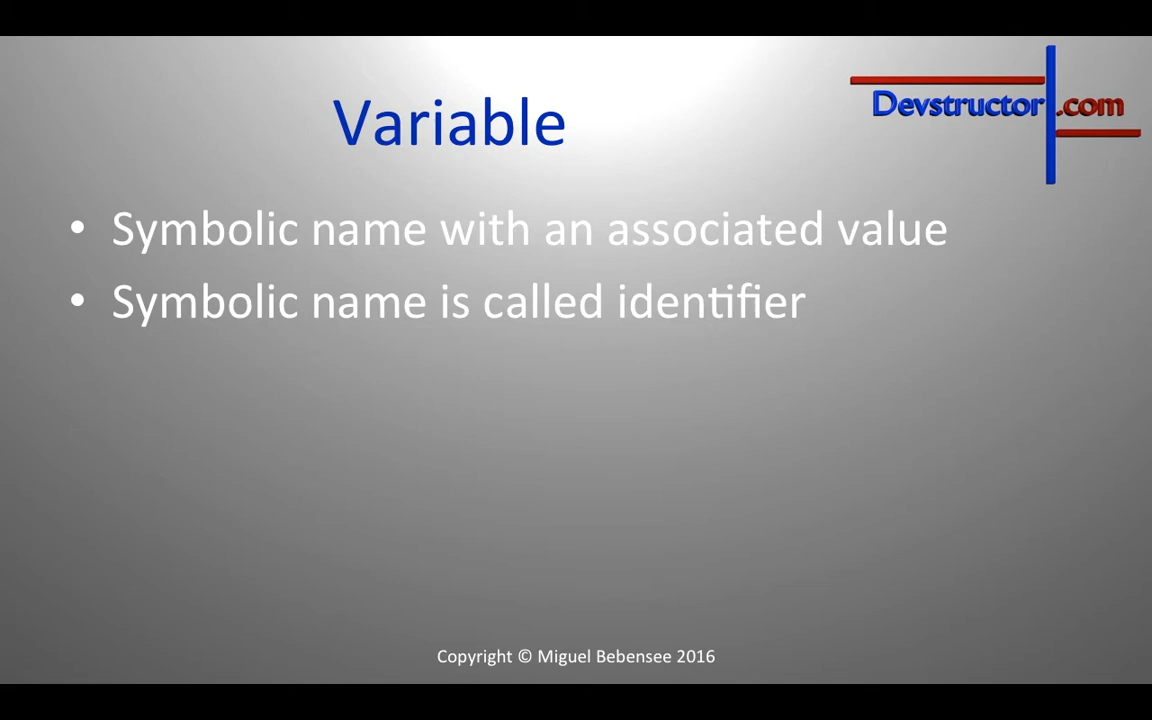 Devstructor.com
Variable
• Symbolic name with an associated value
• Symbolic name is called identifier
Copyright © Miguel Bebensee 2016